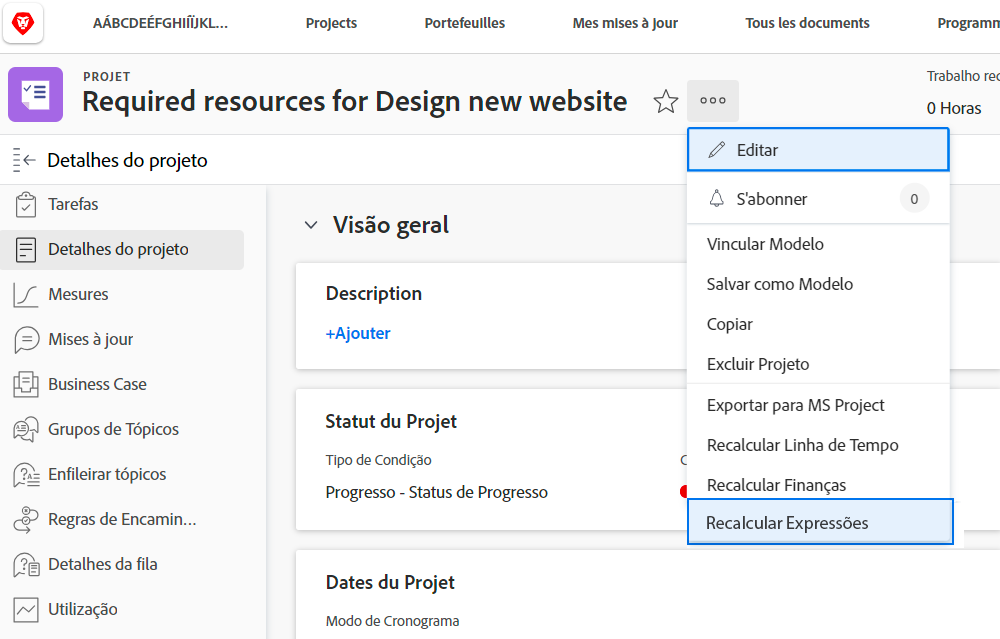 AÁBCDEÉFGHIÍÏJKL...
Projects
Portefeuilles
Mes mises à jour
Tous les documents
Programm
PROJET
Required resources for Design new website
Trabalho rec
0 Horas
Detalhes do projeto
Editar
S'abonner
0
Vincular Modelo
Salvar como Modelo
Copiar
Excluir Projeto
Exportar para MS Project
Recalcular Linha de Tempo
Recalcular Finanças
Recalcular Expressões
Tarefas
Detalhes do projeto
Mesures
Mises à jour
Business Case
Grupos de Tópicos
Enfileirar tópicos
Regras de Encamin...
Detalhes da fila
Utilização
Visão geral
Description
+Ajouter
Statut du Projet
Tipo de Condição
Progresso - Status de Progresso
Dates du Projet
Modo de Cronograma